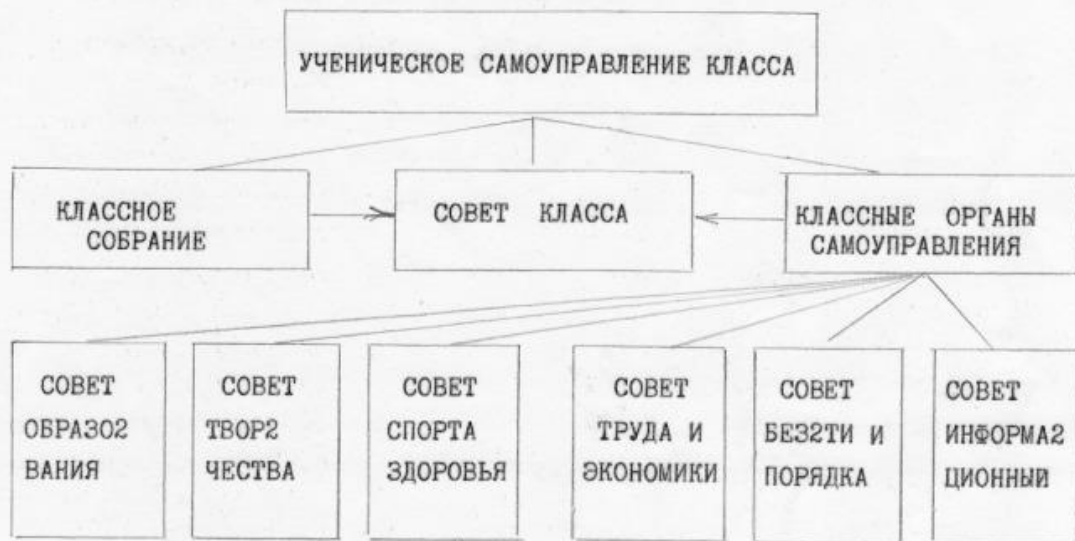 УЧЕНИЧЕСКОЕ САМОУПРАВЛЕНИЕ КЛАССА
КЛАССНОЕ
СОБРАНИЕ
СОВЕТ КЛАССА
КЛАССНЫЕ ОРГАНЫ
САМОУПРАВЛЕНИЯ
СОВЕТ
ОБРАЗО2
ВАНИЯ
СОВЕТ
ТВОР2
ЧЕСТВА
СОВЕТ
СПОРТА
ЗДОРОВЬЯ
СОВЕТ
ТРУДА И
ЭКОНОМИКИ
СОВЕТ
БЕЗ2ТИ И
ПОРЯДКА
СОВЕТ
ИНФОРМА2
ЦИОННЫЙ